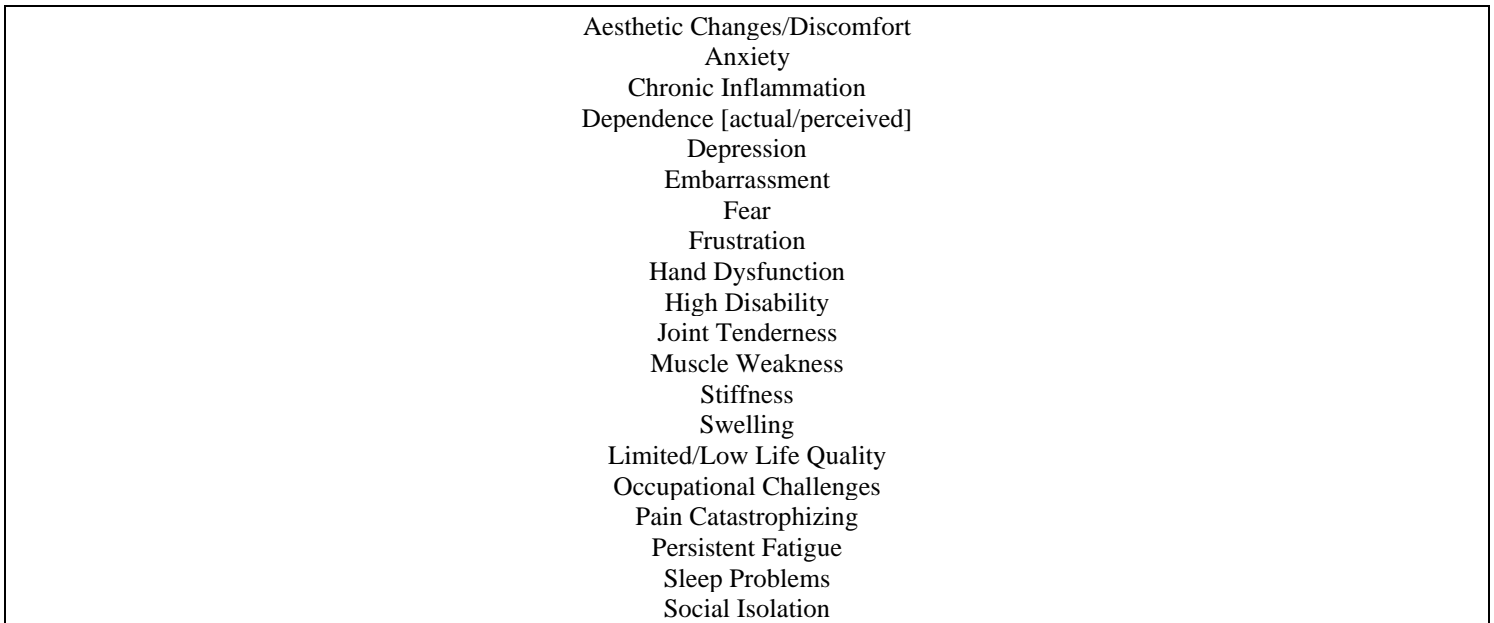 Aesthetic Changes/Discomfort
Anxiety
Chronic Inflammation
Dependence [actual/perceived]
Depression
Embarrassment
Fear
Frustration
Hand Dysfunction
High Disability
Joint Tenderness
Muscle Weakness
Stiffness
Swelling
Limited/Low Life Quality
Occupational Challenges
Pain Catastrophizing
Persistent Fatigue
Sleep Problems
Social Isolation